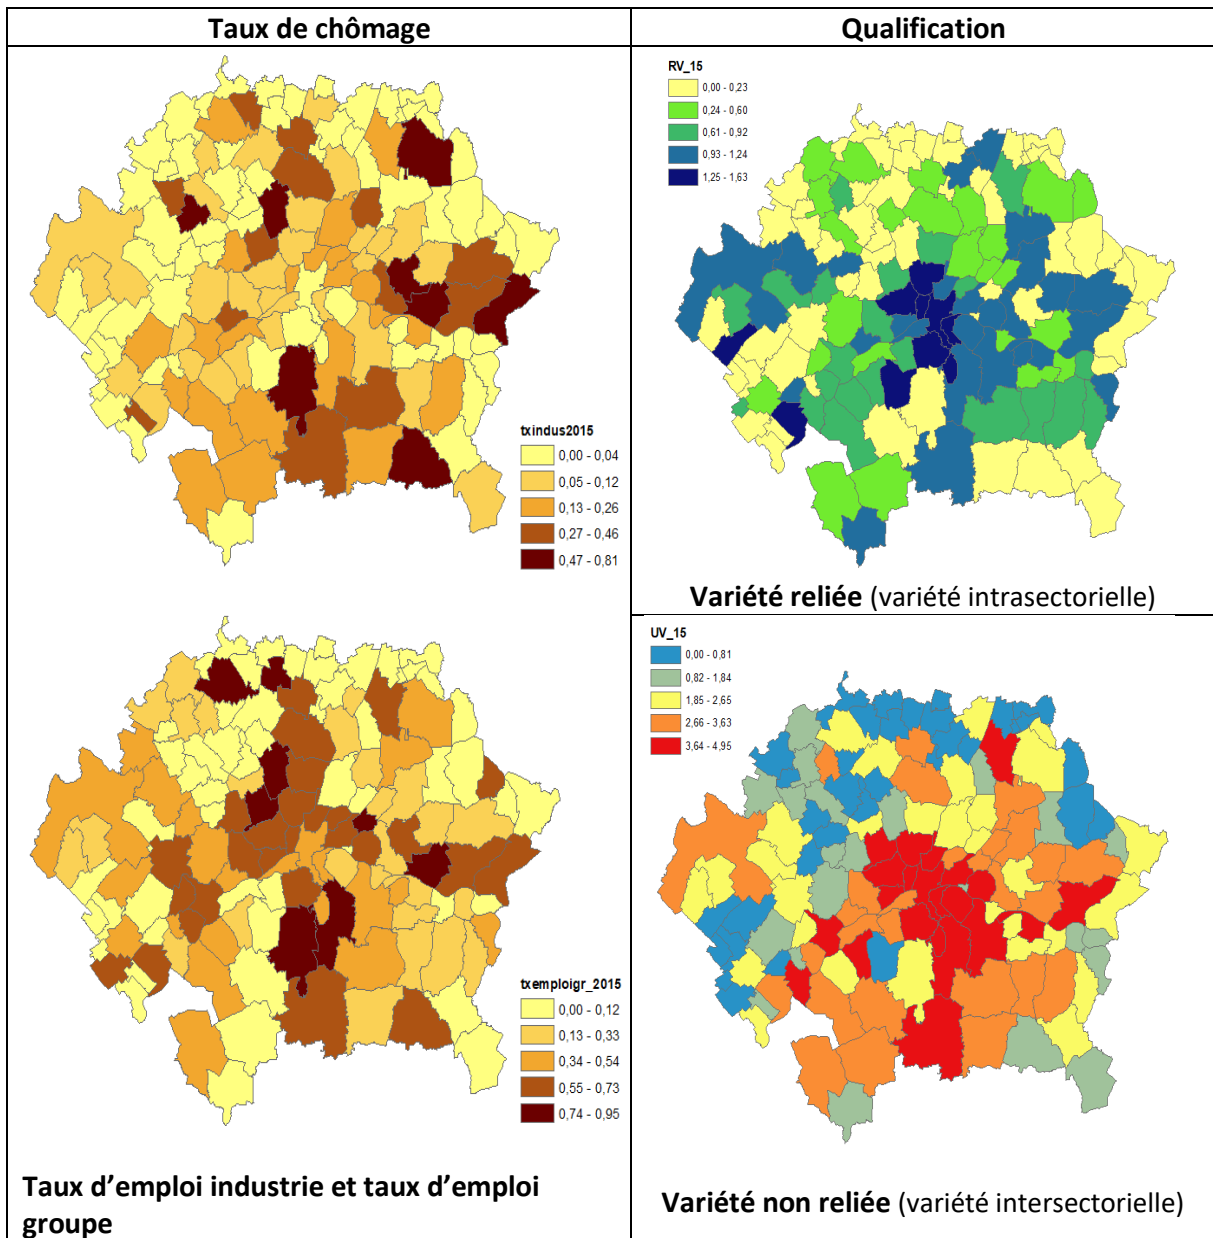 Taux de chômage
Qualification
txindus2015
0,00 - 0,04
0,05 - 0,12
0,13 - 0,26
0,27 - 0,46
0,47 - 0,81
txemploigr_2015
0,00 - 0,12
0,13 - 0,33
0,34 - 0,54
0,55 - 0,73
0,74 - 0,95
Taux d’emploi industrie et taux d’emploi
groupe
RV_15
0,00 - 0,23
0,24 - 0,60
0,61 - 0,92
0,93 - 1,24
1,25 - 1,63
Variété reliée (variété intrasectorielle)
UV_15
0,00 - 0,81
0,82 - 1,84
1,85 - 2,65
2,66 - 3,63
3,64 - 4,95
Variété non reliée (variété intersectorielle)